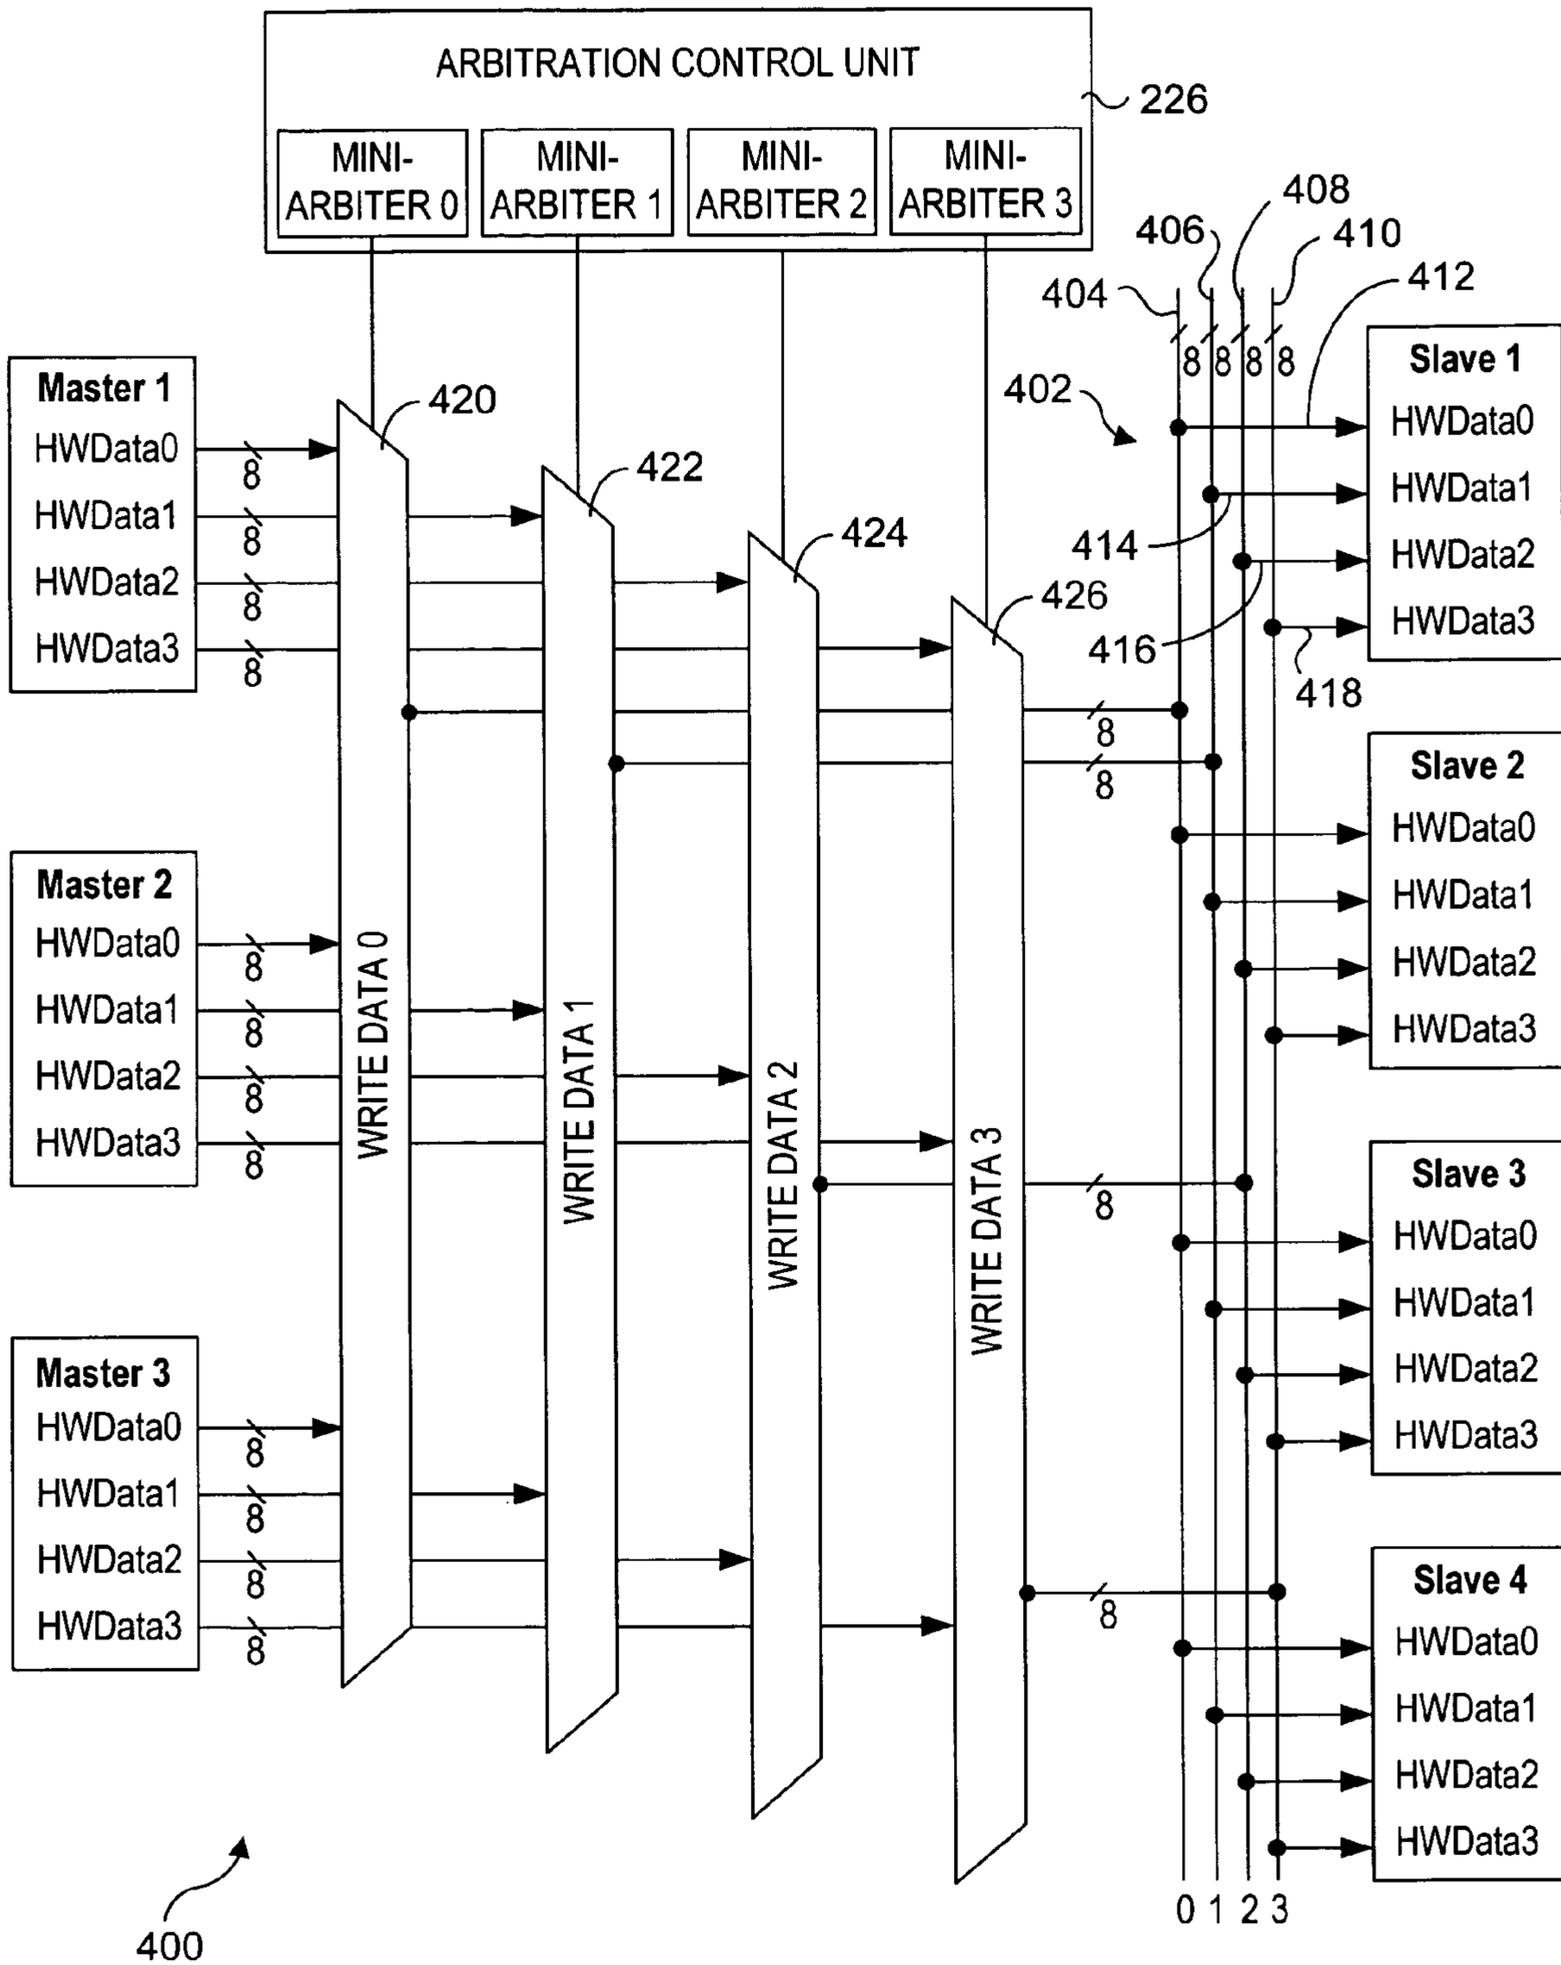 ARBITRATION CONTROL UNIT
226
MINI-
ARBITER 0
MINI-
ARBITER 1
MINI-
ARBITER 2
MINI-
ARBITER 3
404
406
408
410
412
8
8
8
8
402
Master 1
HWData0
8
HWData1
8
HWData2
8
HWData3
8
420
422
424
426
Slave 1
HWData0
HWData1
HWData2
HWData3
414
416
418
8
8
Slave 2
HWData0
HWData1
HWData2
HWData3
Master 2
HWData0
8
HWData1
8
HWData2
8
HWData3
8
WRITE DATA 0
WRITE DATA 1
WRITE DATA 2
WRITE DATA 3
8
Slave 3
HWData0
HWData1
HWData2
HWData3
Master 3
HWData0
8
HWData1
8
HWData2
8
HWData3
8
8
Slave 4
HWData0
HWData1
HWData2
HWData3
0 1 2 3
400